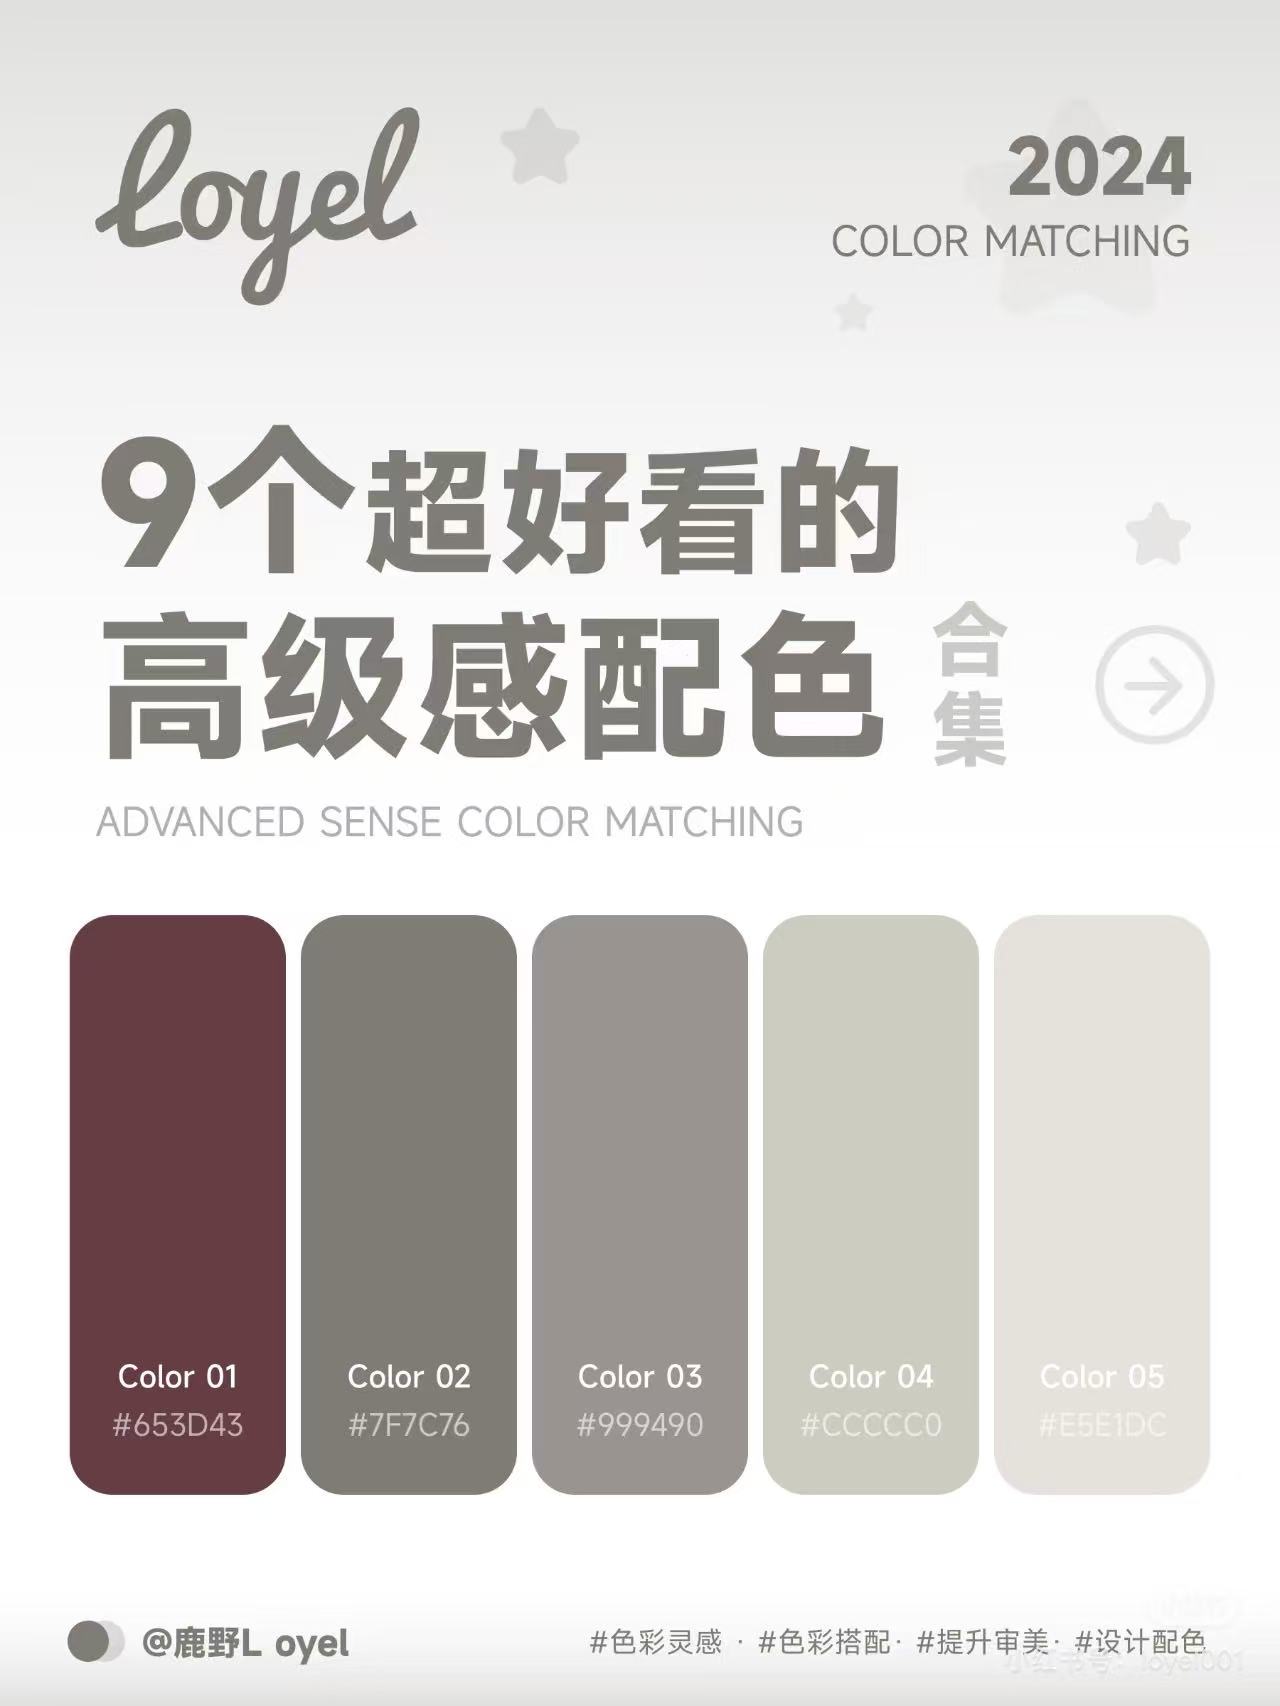 Loyel
2024
COLOR MATCHING
9个超好看的
高级感配色
合集
ADVANCED SENSE COLOR MATCHING
Color 01
#653D43
Color 02
#7F7C76
Color 03
#999490
Color 04
#CCCCC0
Color 05
#E5E1DC
@鹿野L oyel
#色彩灵感 · #色彩搭配· #提升审美· #设计配色
小红书号: loyel001